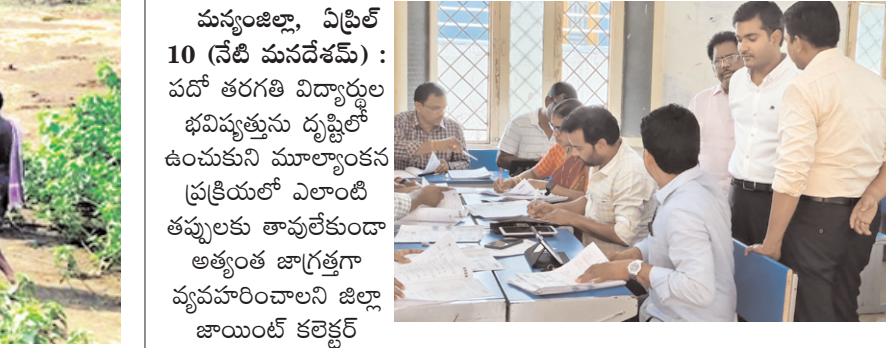 మన్యంజిల్లా, ఏప్రిల్
10 (నేటి మనదేశమ్) :
పదో తరగతి విద్యార్థుల
భవిష్యత్తును దృష్టిలో
ఉంచుకుని మూల్యాంకన
ప్రక్రియలో ఎలాంటి
తప్పులకు తావులేకుండా
అత్యంత జాగ్రత్తగా
వ్యవహరించాలని జిల్లా
జాయింట్ కలెక్టర్